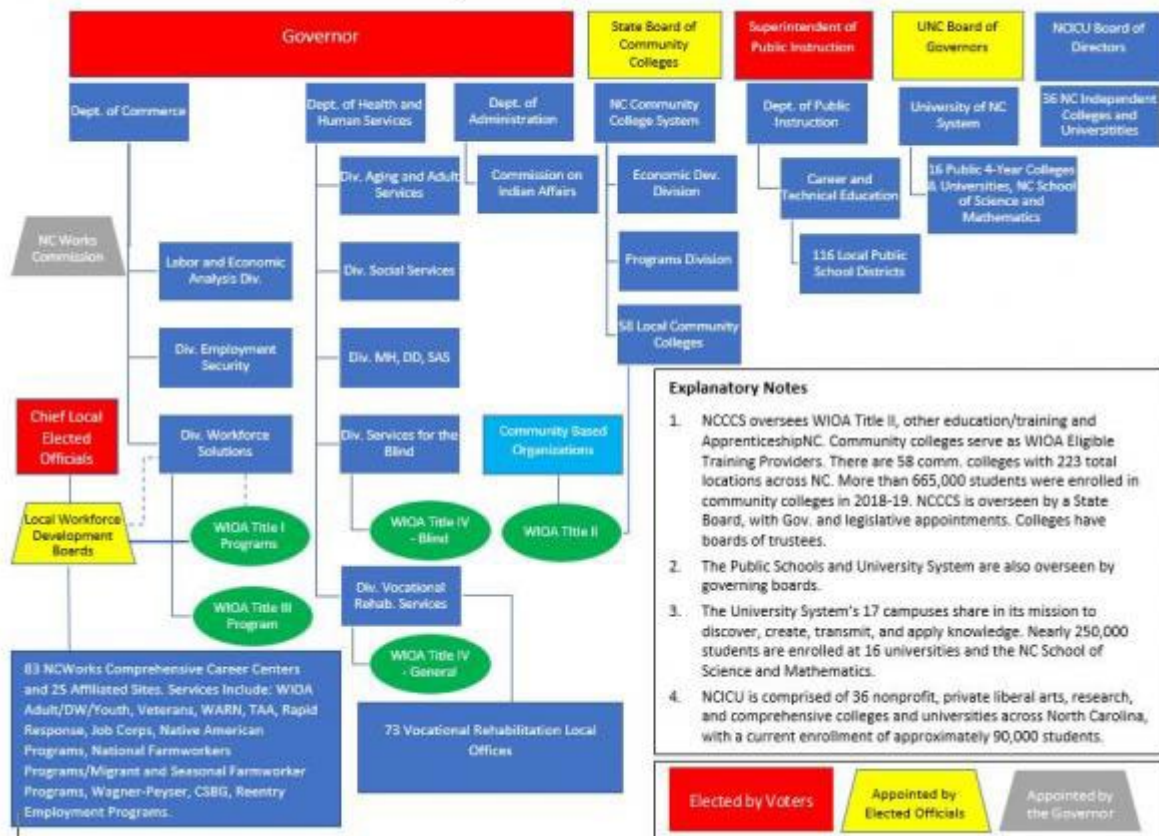 Governor
State Board of
Community
Colleges
Superintendent of
Public Instruction
UNC Board of
Governors
NCICU Board of
Directors
Dept. of Commerce
Dept. of Health and
Human Services
Dept. of
Administration
NC Community
College System
Dept. of Public
Instruction
University of NC
System
36 NC Independent
Colleges and
Universitities
Div. Aging and Adult
Services
Commission on
Indian Affairs
Economic Dev.
Division
Career and
Technical Education
16 Public 4-Year Colleges
& Universities, NC School
of Science and
Mathematics
NC Works
Commission
Labor and Economic
Analysis Div.
Div. Social Services
Programs Division
116 Local Public
School Districts
Div. Employment
Security
Div. MH, DD, SAS
58 Local Community
Colleges
Chief Local
Elected
Officials
Div. Workforce
Solutions
Div. Services for the
Blind
Community Based
Organizations
Local Workforce
Development
Boards
WIOA Title I
Programs
WIOA Title IV
- Blind
WIOA Title II
WIOA Title III
Program
Div. Vocational
Rehab. Services
WIOA Title IV
- General
83 NCWorks Comprehensive Career Centers
and 25 Affiliated Sites. Services Include: WIOA
Adult/DW/Youth, Veterans, WARN, TAA, Rapid
Response, Job Corps, Native American
Programs, National Farmworkers
Programs/Migrant and Seasonal Farmworker
Programs, Wagner-Peyser, CSBG, Reentry
Employment Programs.
73 Vocational Rehabilitation Local
Offices
Explanatory Notes
1. NCCCS oversees WIOA Title II, other education/training and
ApprenticeshipNC. Community colleges serve as WIOA Eligible
Training Providers. There are 58 comm. colleges with 223 total
locations across NC. More than 665,000 students were enrolled in
community colleges in 2018-19. NCCCS is overseen by a State
Board, with Gov. and legislative appointments. Colleges have
boards of trustees.
2. The Public Schools and University System are also overseen by
governing boards.
3. The University System's 17 campuses share in its mission to
discover, create, transmit, and apply knowledge. Nearly 250,000
students are enrolled at 16 universities and the NC School of
Science and Mathematics.
4. NCICU is comprised of 36 nonprofit, private liberal arts, research,
and comprehensive colleges and universities across North Carolina,
with a current enrollment of approximately 90,000 students.
Elected by Voters
Appointed by
Elected Officials
Appointed by
the Governor